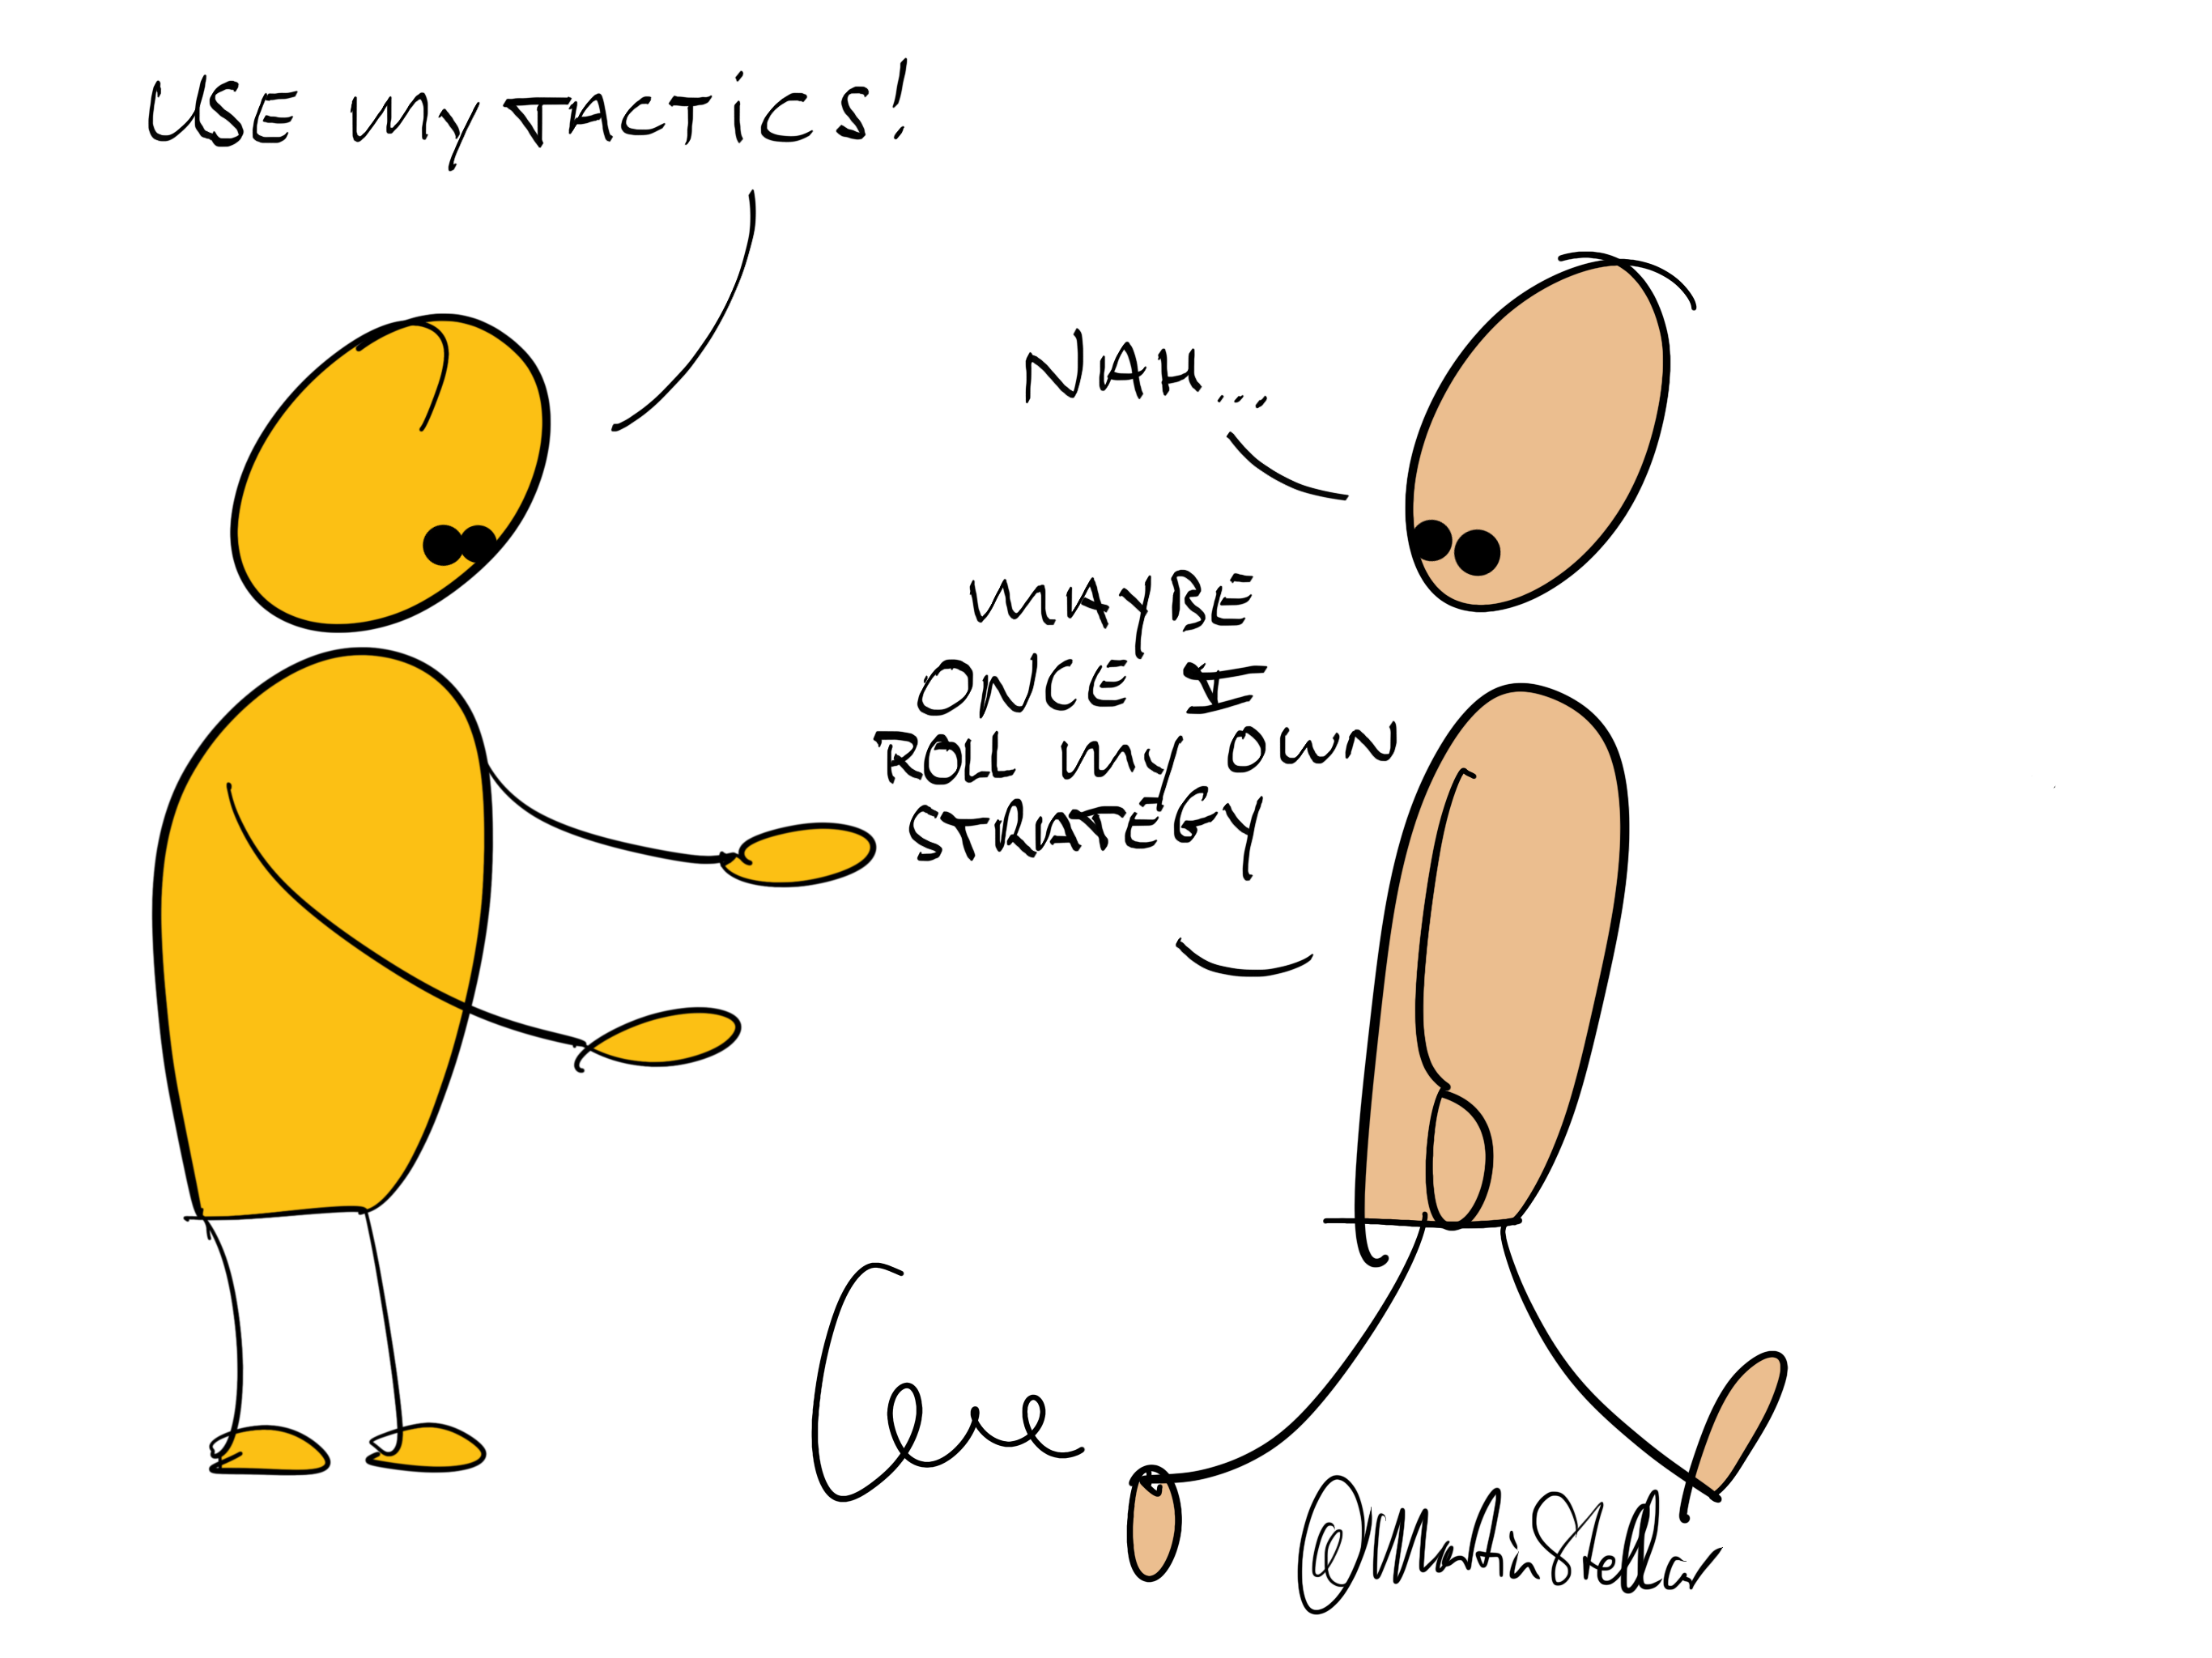 USE MY TACTiCS!
NAH...
MAYBE
ONCE I
ROLL MY OWN
STRATEGY
@MartinStellar